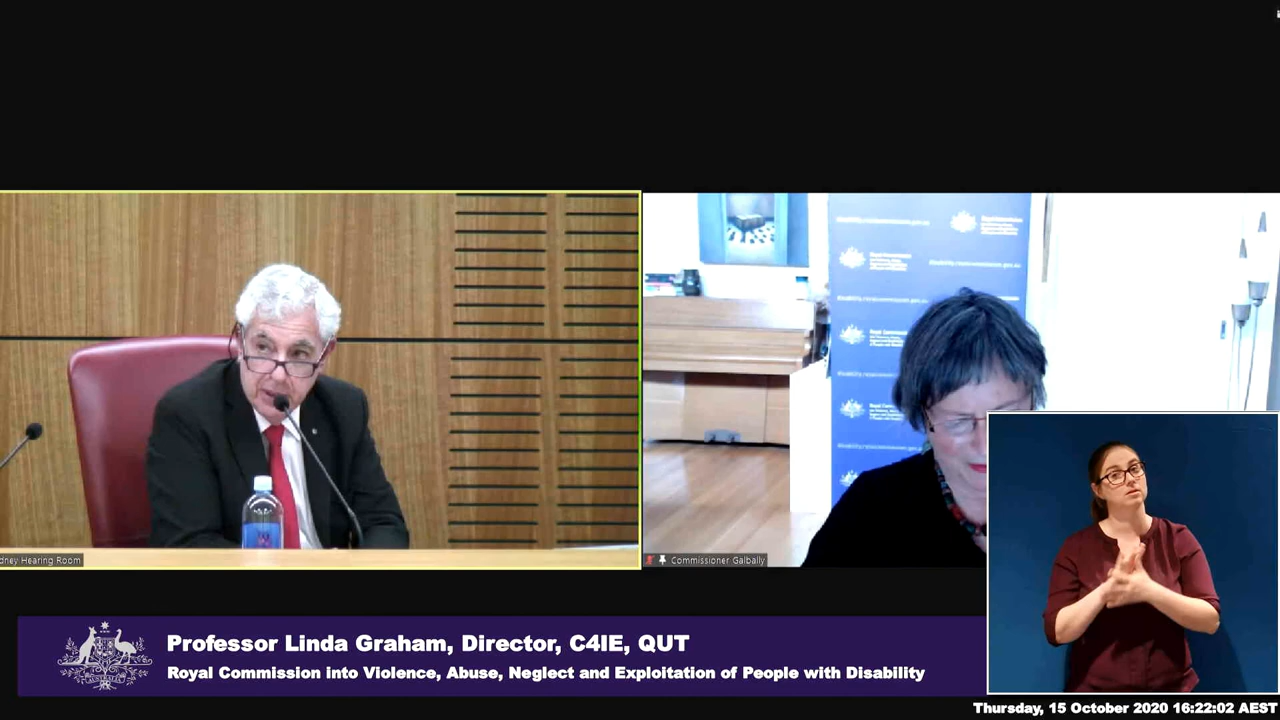 dney Hearing Room
Commissioner Galbally
Professor Linda Graham, Director, C4IE, QUT
Royal Commission into Violence, Abuse, Neglect and Exploitation of People with Disability
Thursday, 15 October 2020 16:22:02 AEST